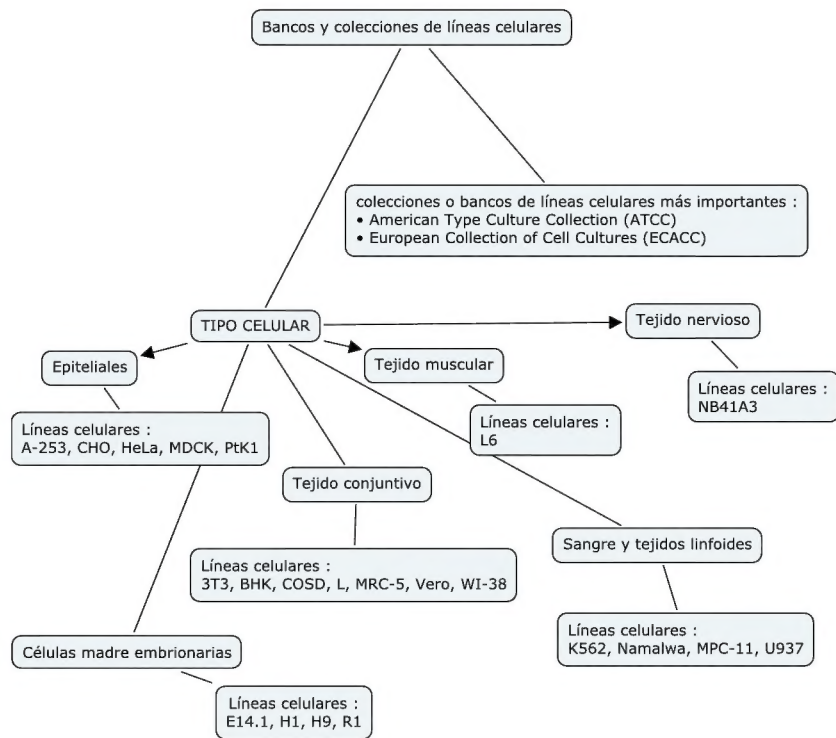 Bancos y colecciones de líneas celulares
colecciones o bancos de líneas celulares más importantes :
• American Type Culture Collection (ATCC)
• European Collection of Cell Cultures (ECACC)
TIPO CELULAR
Tejido nervioso
Líneas celulares :
NB41A3
Epiteliales
Líneas celulares :
A-253, CHO, HeLa, MDCK, PtK1
Tejido muscular
Líneas celulares :
L6
Tejido conjuntivo
Líneas celulares :
3T3, BHK, COSD, L, MRC-5, Vero, WI-38
Sangre y tejidos linfoides
Líneas celulares :
K562, Namalwa, MPC-11, U937
Células madre embrionarias
Líneas celulares :
E14.1, H1, H9, R1